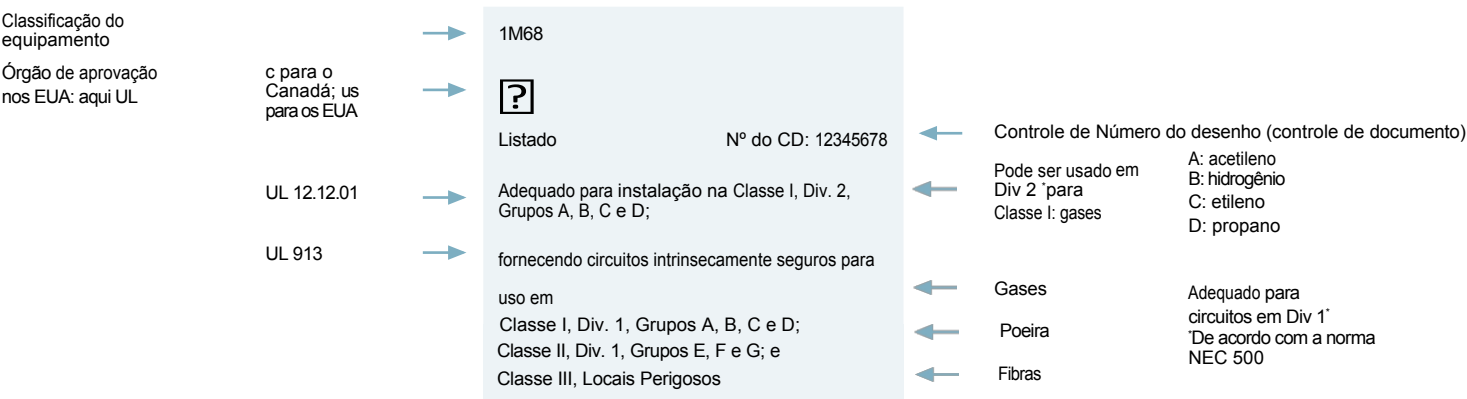 Classificação do
equipamento
1M68
Órgão de aprovação
nos EUA: aqui UL
c para o
Canadá; us
para os EUA
?
Listado
Nº do CD: 12345678
Controle de Número do desenho (controle de documento)
UL 12.12.01
Adequado para instalação na Classe I, Div. 2,
Grupos A, B, C e D;
Pode ser usado em
Div 2 *para
Classe I: gases
A: acetileno
B: hidrogênio
C: etileno
D: propano
UL 913
fornecendo circuitos intrinsecamente seguros para
uso em
Classe I, Div. 1, Grupos A, B, C e D;
Classe II, Div. 1, Grupos E, F e G; e
Classe III, Locais Perigosos
Gases
Poeira
Fibras
Adequado para
circuitos em Div 1*
*De acordo com a norma
NEC 500